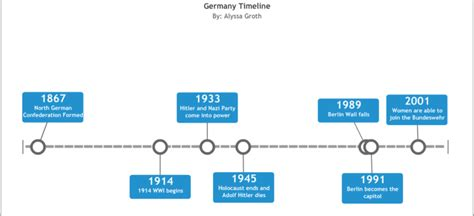 Germany Timeline
By: Alyssa Groth
1867
North German
Confederation Formed
1933
Hitler and Nazi Party
come into power
1989
Berlin Wall falls
2001
Women are able to
join the Bundeswehr
1914
1914 WWI begins
1945
Holocaust ends and
Adolf Hitler dies
1991
Berlin becomes the
capitol